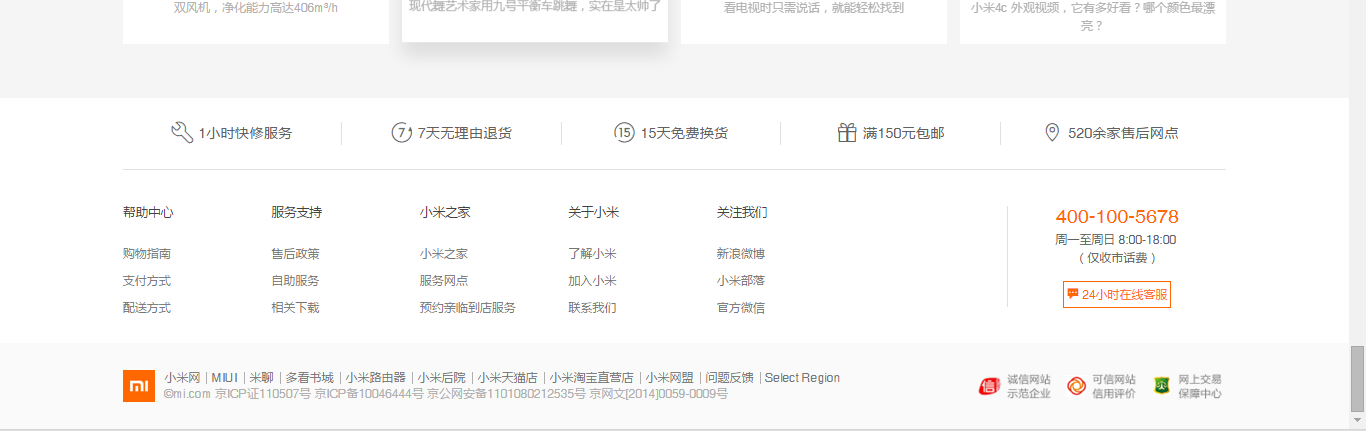 双风机，净化能力高达406m³/h
现代舞艺术家用九号平衡车跳舞，实在是太帅了
看电视时只需说话，就能轻松找到
小米4c 外观视频，它有多好看？哪个颜色最漂
亮？
1小时快修服务
7天无理由退货
15天免费换货
满150元包邮
520余家售后网点
帮助中心
购物指南
支付方式
配送方式
服务支持
售后政策
自助服务
相关下载
小米之家
小米之家
服务网点
预约亲临到店服务
关于小米
了解小米
加入小米
联系我们
关注我们
新浪微博
小米部落
官方微信
400-100-5678
周一至周日 8:00-18:00
（仅收市话费）
24小时在线客服
小米网 | MIUI | 米聊 | 多看书城 | 小米路由器 | 小米后院 | 小米天猫店 | 小米淘宝直营店 | 小米网盟 | 问题反馈 | Select Region
©mi.com 京ICP证110507号 京ICP备10046444号 京公网安备1101080212535号 京网文[2014]0059-0009号
诚信网站
示范企业
可信网站
信用评价
网上交易
保障中心